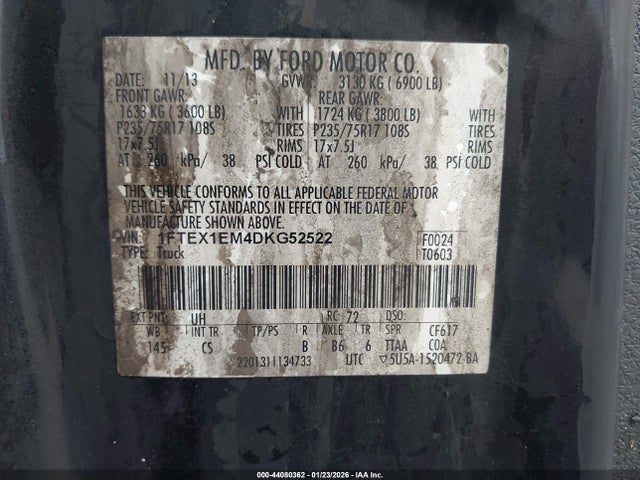 MFD. BY FORD MOTOR CO.
DATE: 11/13 GVWR: 3130 KG ( 6900 LB)
FRONT GAWR: REAR GAWR:
1633 KG ( 3600 LB) WITH 1724 KG ( 3800 LB) WITH
P235/75R17 108S TIRES P235/75R17 108S TIRES
17x7.5J RIMS 17x7.5J RIMS
AT 260 kPa/ 38 PSI COLD AT 260 kPa/ 38 PSI COLD
THIS VEHICLE CONFORMS TO ALL APPLICABLE FEDERAL MOTOR
VEHICLE SAFETY STANDARDS IN EFFECT ON THE DATE OF
MANUFACTURE SHOWN ABOVE.
VIN: 1FTEX1EM4DKG52522 F0024
TYPE: Truck T0603
EXT PNT: UH RC: 72 DSO:
WB INT TR TP/PS R AXLE TR SPR CF617
145 CS B B6 6 TTAA COA
2201311134733 UTC ▽5U5A-1520472 BA
000-44080362 - 01/23/2026 - IAA Inc.